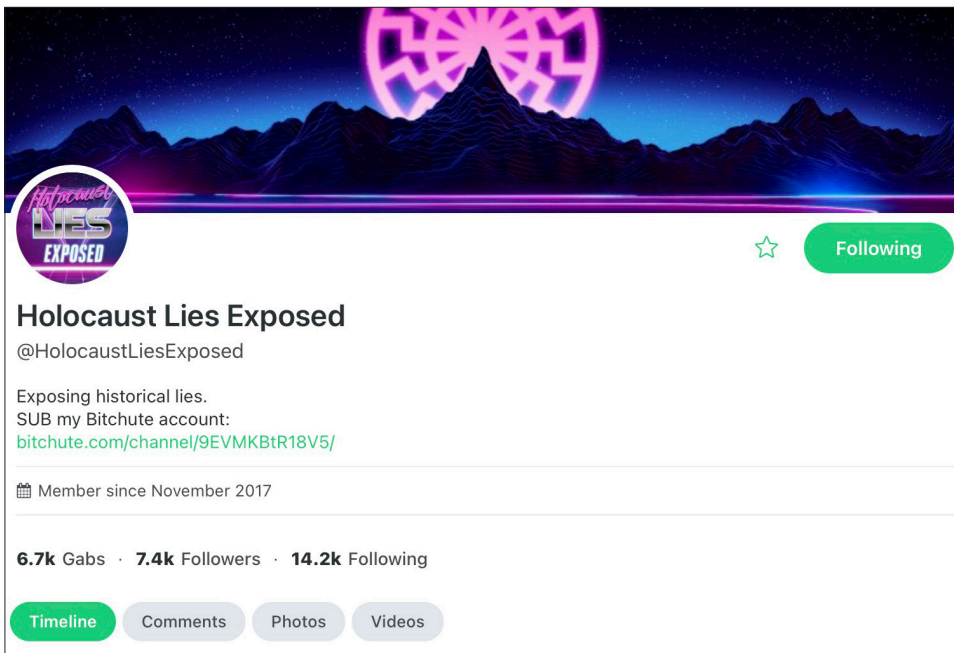 Holocaust
LIES
EXPOSED
Following
Holocaust Lies Exposed
@HolocaustLiesExposed
Exposing historical lies.
SUB my Bitchute account:
bitchute.com/channel/9EVMKBtR18V5/
Member since November 2017
6.7k Gabs · 7.4k Followers · 14.2k Following
Timeline Comments Photos Videos